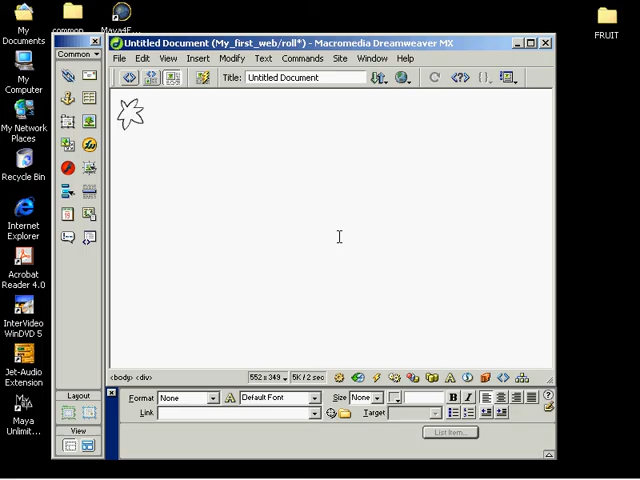 My
Documents
common
Maya4F...
FRUIT
My
Computer
My Network
Places
Recycle Bin
Internet
Explorer
Acrobat
Reader 4.0
InterVideo
WinDVD 5
Jet-Audio
Extension
Maya
Unlimit...
Common
Layout
View
Untitled Document (My_first_web/roll*) - Macromedia Dreamweaver MX
File Edit View Insert Modify Text Commands Site Window Help
Title: Untitled Document
<body> <div>
552 x 349 5K / 2 sec
Format None Default Font Size None B I
Link Target
List Item...